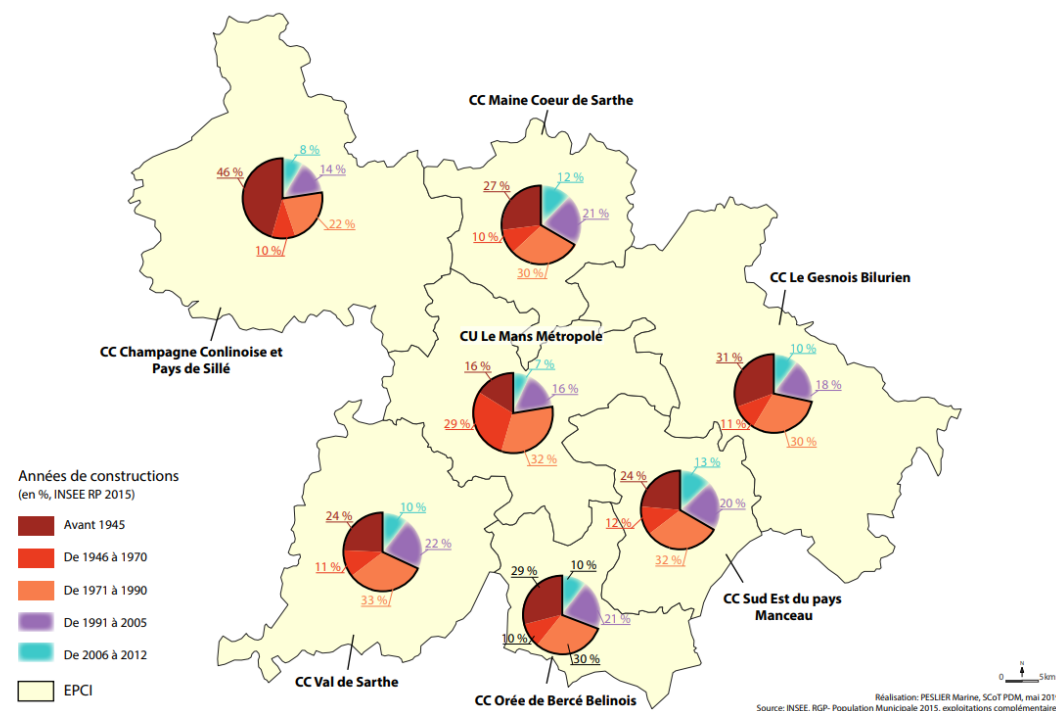 CC Maine Coeur de Sarthe
46 %
8 %
14 %
22 %
10 %
27 %
12 %
21 %
10 %
30 %
CC Le Gesnois Bilurien
CC Champagne Conlinoise et
Pays de Sillé
CU Le Mans Métropole
16 %
7 %
16 %
29 %
32 %
31 %
10 %
18 %
11 %
30 %
Années de constructions
(en %, INSEE RP 2015)
Avant 1945
De 1946 à 1970
De 1971 à 1990
De 1991 à 2005
De 2006 à 2012
EPCI
24 %
10 %
22 %
11 %
33 %
24 %
13 %
20 %
12 %
32 %
29 %
10 %
21 %
10 %
30 %
CC Sud Est du pays
Manceau
CC Val de Sarthe
CC Orée de Bercé Belinois
N
0 5km
Réalisation: PESLIER Marine, SCoT PDM, mai 2019
Source: INSEE, RGP- Population Municipale 2015, exploitations complémentaires